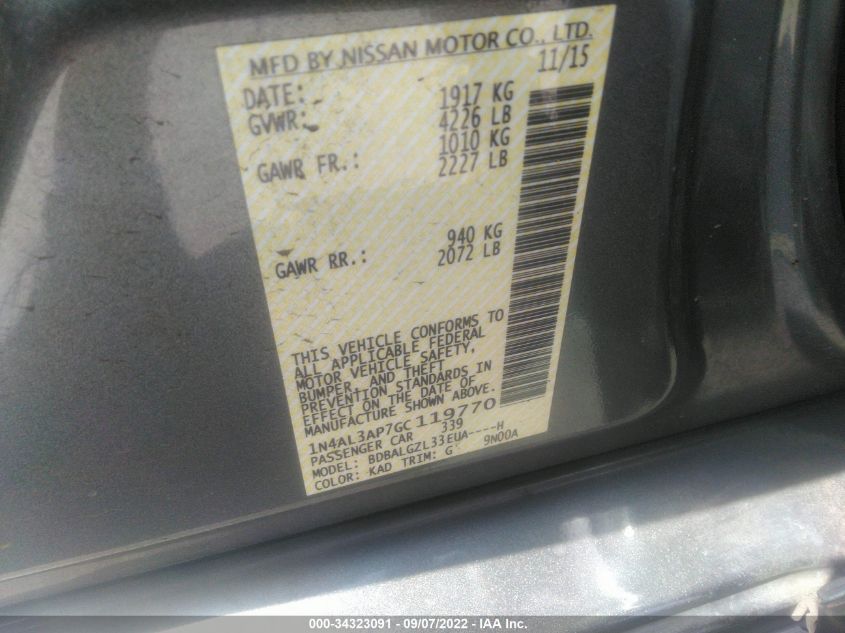 MFD BY NISSAN MOTOR CO., LTD.
DATE: 11/15
GVWR: 1917 KG
4226 LB
GAWR FR.: 1010 KG
2227 LB
GAWR RR.: 940 KG
2072 LB
THIS VEHICLE CONFORMS TO
ALL APPLICABLE FEDERAL
MOTOR VEHICLE SAFETY,
BUMPER, AND THEFT
PREVENTION STANDARDS IN
EFFECT ON THE DATE OF
MANUFACTURE SHOWN ABOVE.
1N4AL3AP7GC119770
PASSENGER CAR 339
MODEL: BDBALGZL33EUA----H
COLOR: KAD TRIM: G 9N00A
000-34323091 - 09/07/2022 - IAA Inc.